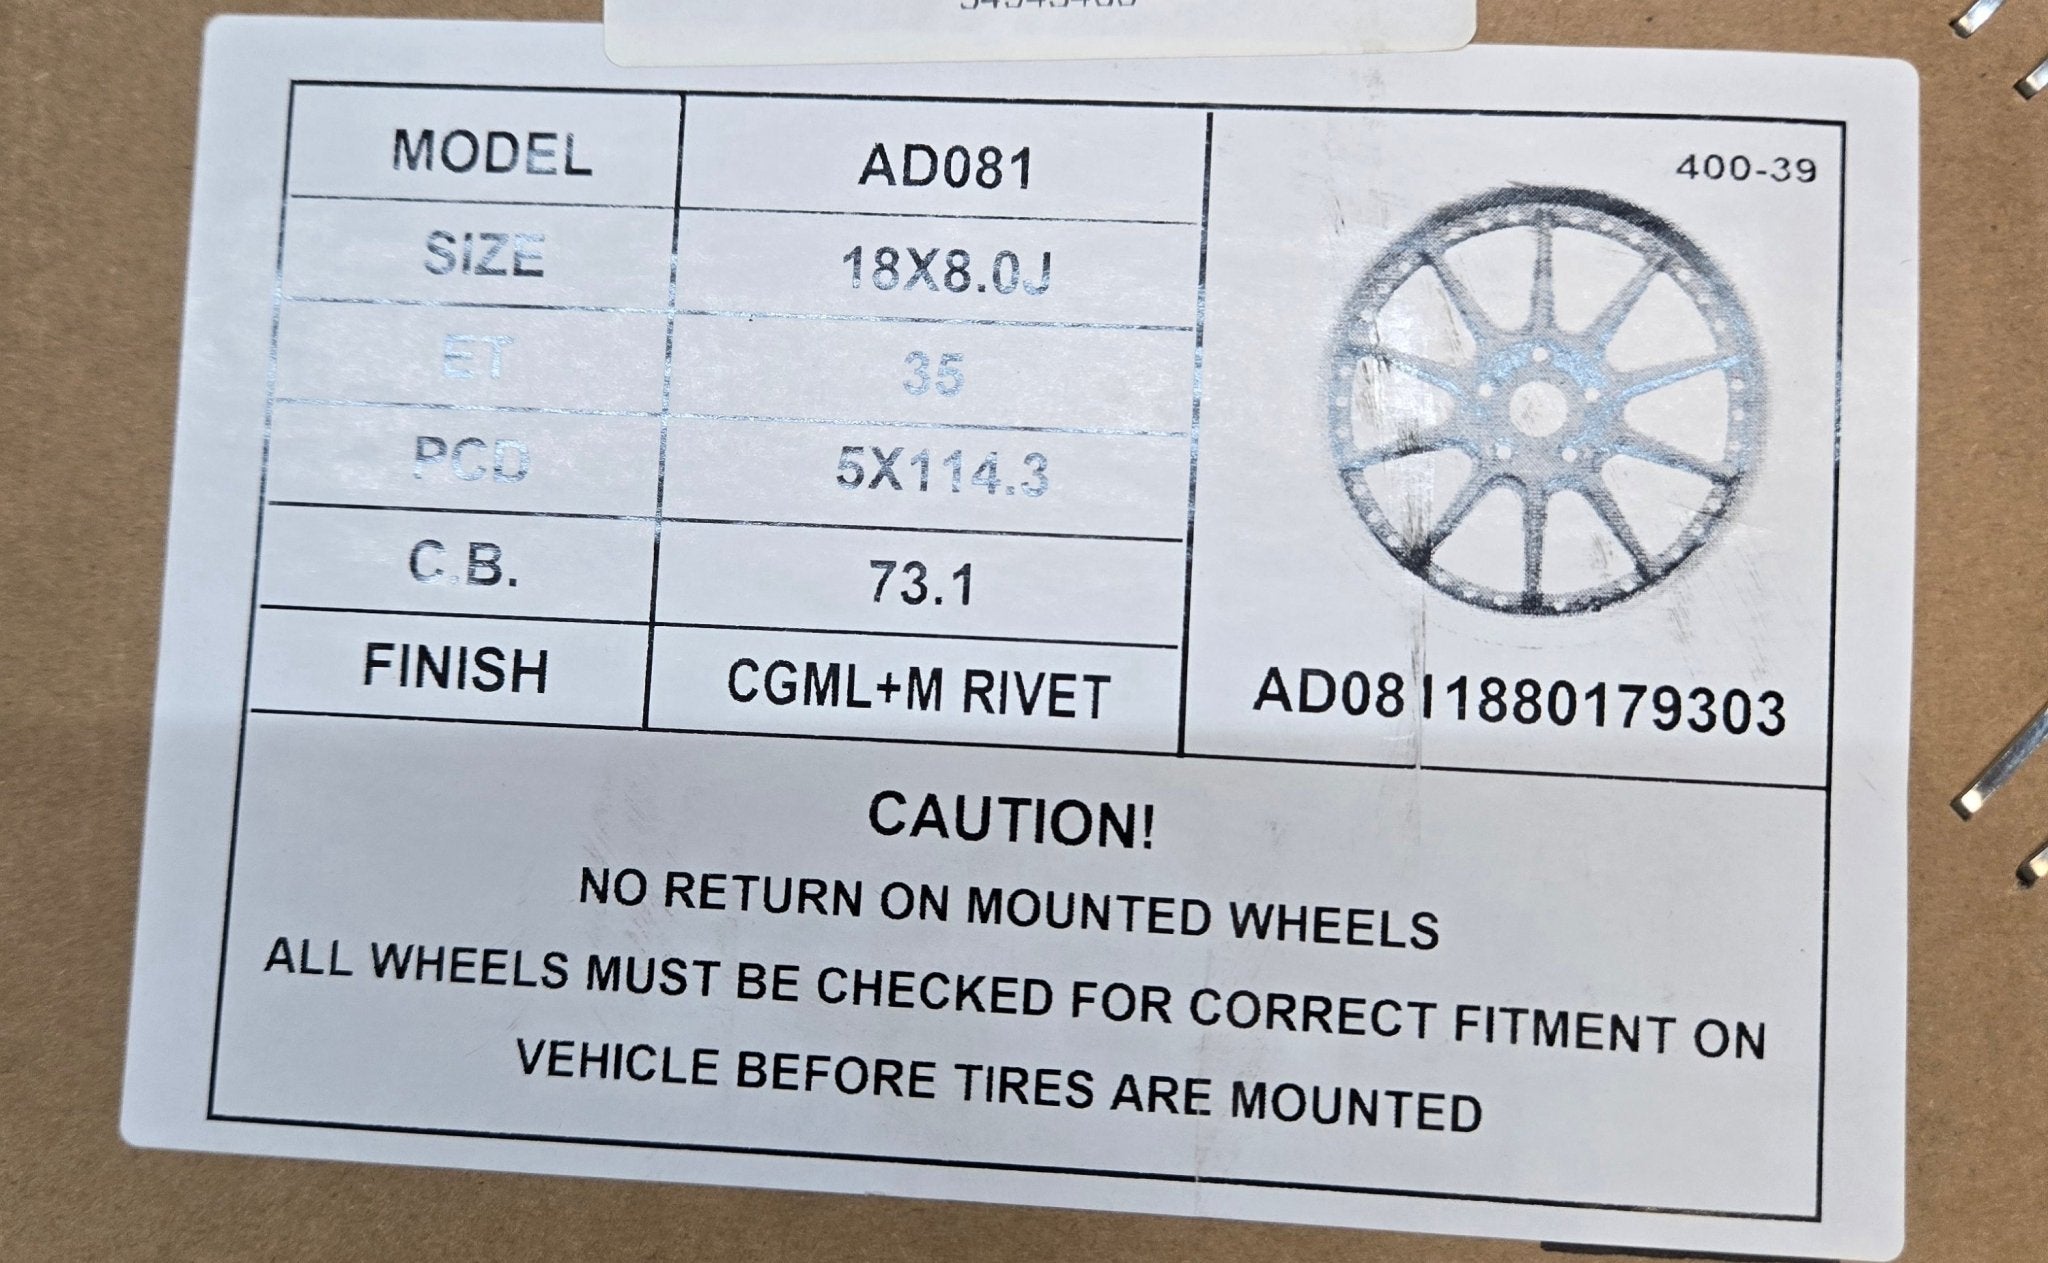 MODEL AD081
400-39
SIZE 18X8.0J
ET 35
PCD 5X114.3
C.B. 73.1
FINISH CGML+M RIVET
AD0811880179303
CAUTION!
NO RETURN ON MOUNTED WHEELS
ALL WHEELS MUST BE CHECKED FOR CORRECT FITMENT ON
VEHICLE BEFORE TIRES ARE MOUNTED